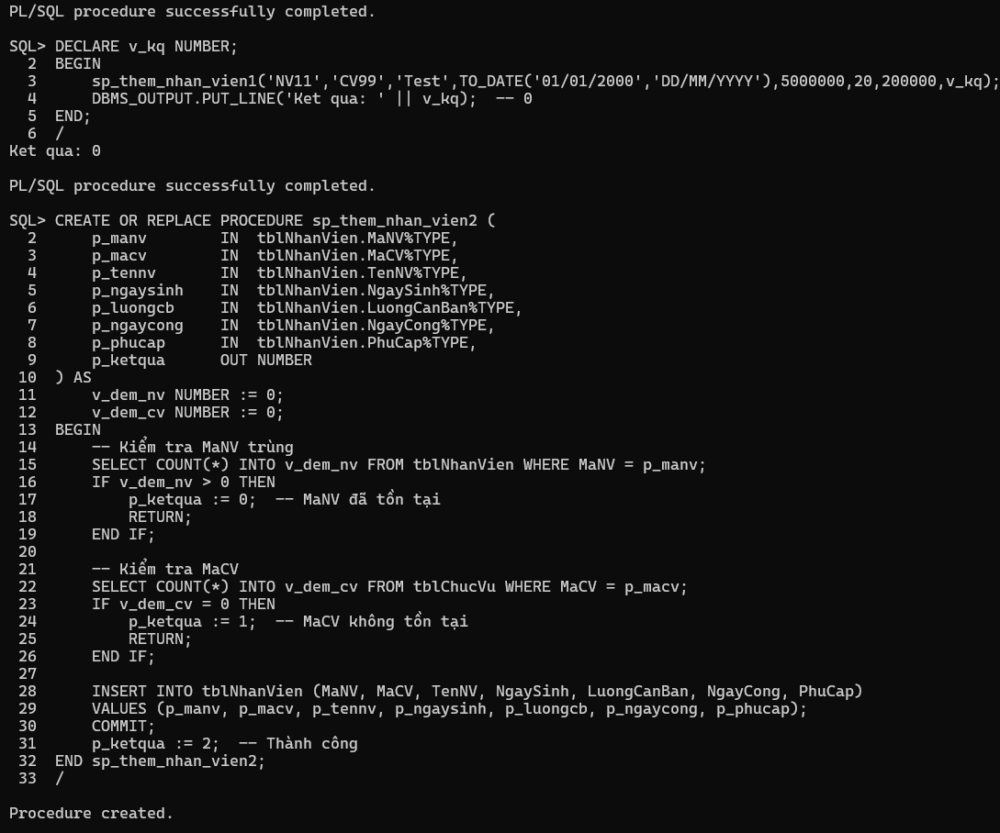 PL/SQL procedure successfully completed.

SQL> DECLARE v_kq NUMBER;
  2  BEGIN
  3      sp_them_nhan_vien1('NV11','CV99','Test',TO_DATE('01/01/2000','DD/MM/YYYY'),5000000,20,200000,v_kq);
  4      DBMS_OUTPUT.PUT_LINE('Ket qua: ' || v_kq);  -- 0
  5  END;
  6  /
Ket qua: 0

PL/SQL procedure successfully completed.

SQL> CREATE OR REPLACE PROCEDURE sp_them_nhan_vien2 (
  2      p_manv        IN  tblNhanVien.MaNV%TYPE,
  3      p_macv        IN  tblNhanVien.MaCV%TYPE,
  4      p_tennv       IN  tblNhanVien.TenNV%TYPE,
  5      p_ngaysinh    IN  tblNhanVien.NgaySinh%TYPE,
  6      p_luongcb     IN  tblNhanVien.LuongCanBan%TYPE,
  7      p_ngaycong    IN  tblNhanVien.NgayCong%TYPE,
  8      p_phucap      IN  tblNhanVien.PhuCap%TYPE,
  9      p_ketqua      OUT NUMBER
 10  ) AS
 11      v_dem_nv NUMBER := 0;
 12      v_dem_cv NUMBER := 0;
 13  BEGIN
 14      -- Kiểm tra MaNV trùng
 15      SELECT COUNT(*) INTO v_dem_nv FROM tblNhanVien WHERE MaNV = p_manv;
 16      IF v_dem_nv > 0 THEN
 17          p_ketqua := 0;  -- MaNV đã tồn tại
 18          RETURN;
 19      END IF;
 20
 21      -- Kiểm tra MaCV
 22      SELECT COUNT(*) INTO v_dem_cv FROM tblChucVu WHERE MaCV = p_macv;
 23      IF v_dem_cv = 0 THEN
 24          p_ketqua := 1;  -- MaCV không tồn tại
 25          RETURN;
 26      END IF;
 27
 28      INSERT INTO tblNhanVien (MaNV, MaCV, TenNV, NgaySinh, LuongCanBan, NgayCong, PhuCap)
 29      VALUES (p_manv, p_macv, p_tennv, p_ngaysinh, p_luongcb, p_ngaycong, p_phucap);
 30      COMMIT;
 31      p_ketqua := 2;  -- Thành công
 32  END sp_them_nhan_vien2;
 33  /

Procedure created.